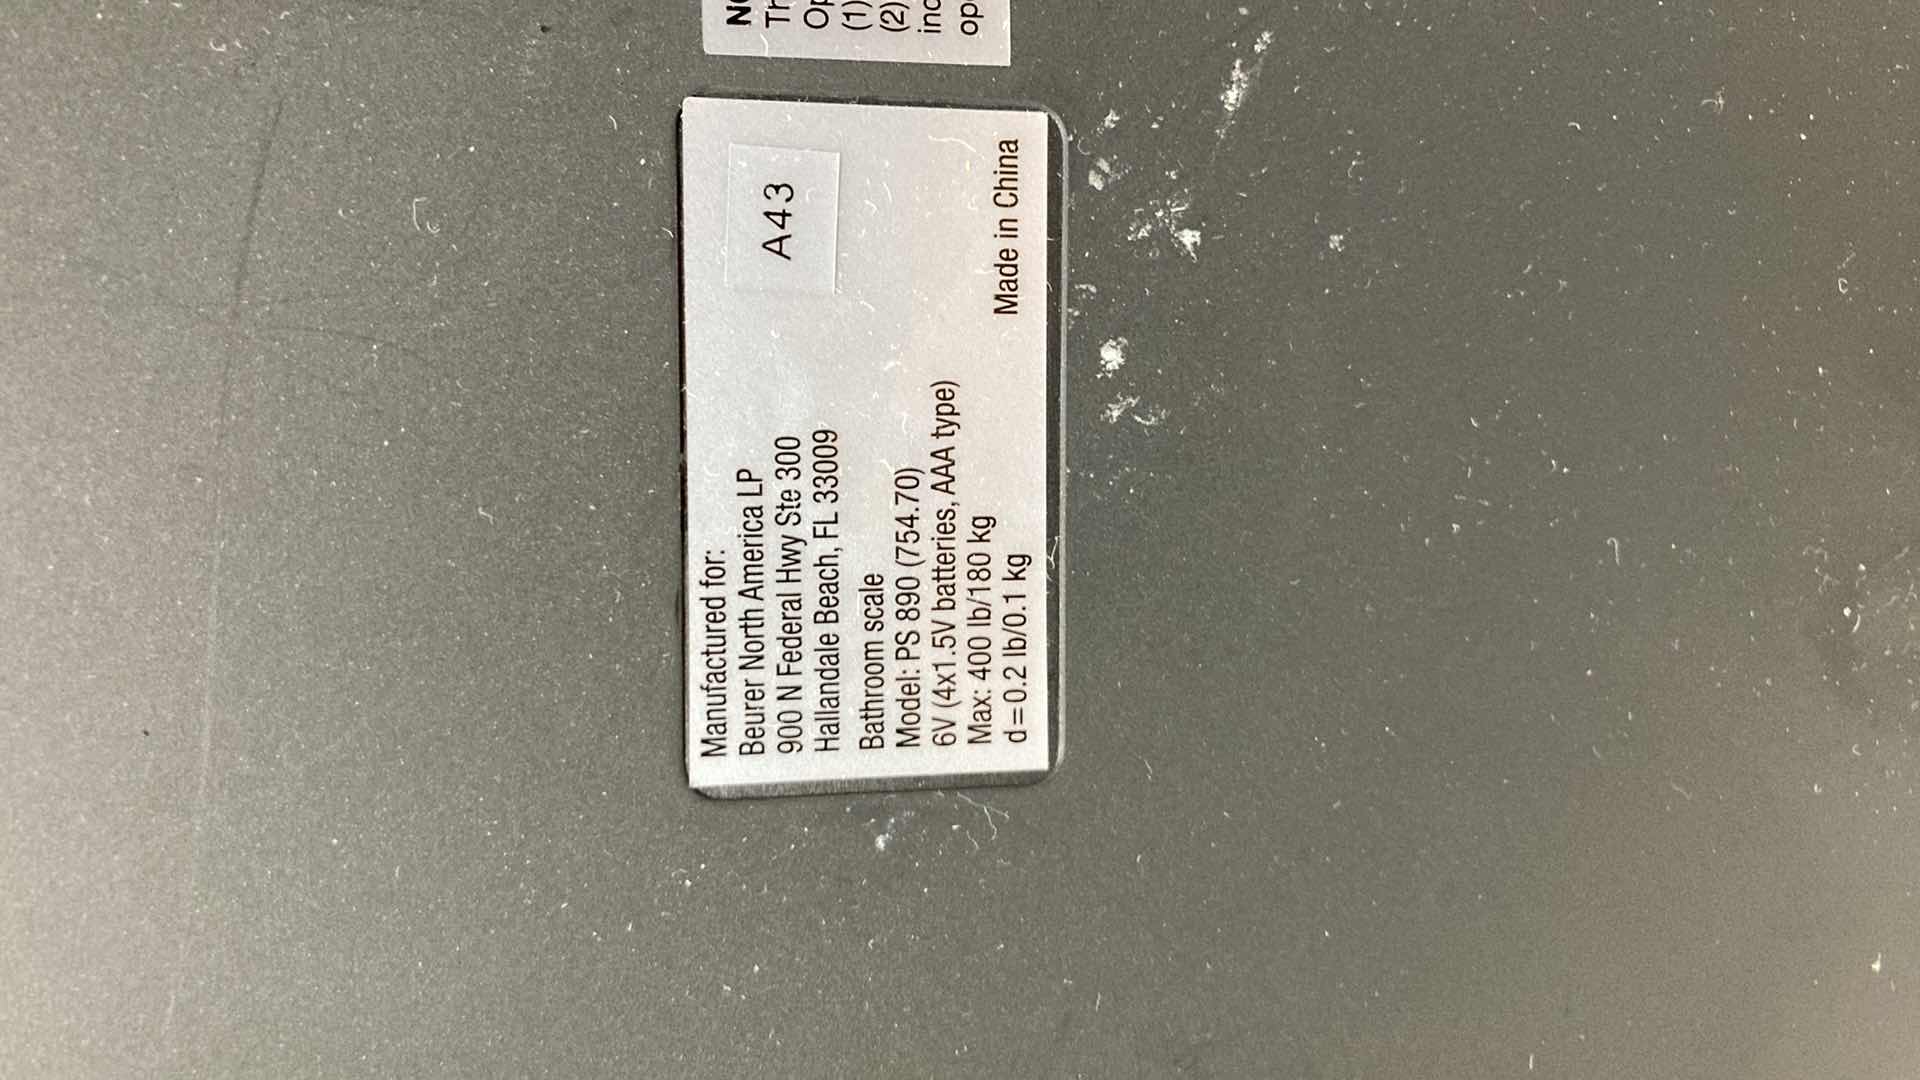 Manufactured for:
Beurer North America LP
900 N Federal Hwy Ste 300
Hallandale Beach, FL 33009
A43
Bathroom scale
Model: PS 890 (754.70)
6V (4x1.5V batteries, AAA type)
Max: 400 lb/180 kg
d=0.2 lb/0.1 kg
Made in China
(1)
(2)